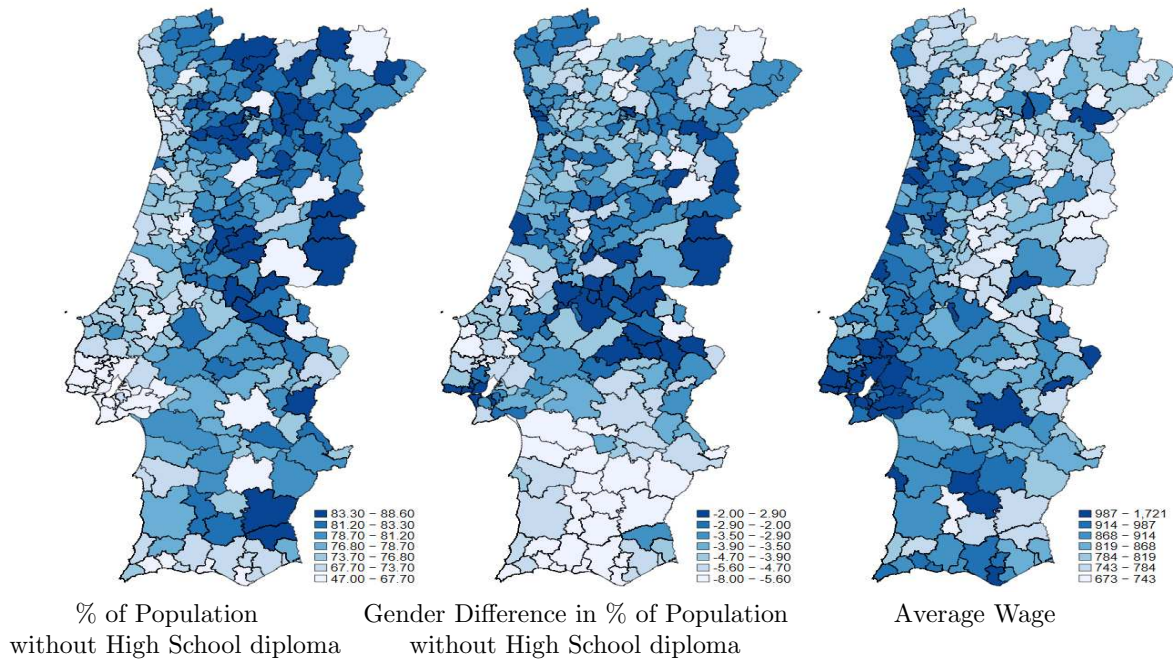 83.30 – 88.60
81.20 – 83.30
78.70 – 81.20
76.80 – 78.70
73.70 – 76.80
67.70 – 73.70
47.00 – 67.70
-2.00 – 2.90
-2.90 – -2.00
-3.50 – -2.90
-3.90 – -3.50
-4.70 – -3.90
-5.60 – -4.70
-8.00 – -5.60
987 – 1,721
914 – 987
868 – 914
819 – 868
784 – 819
743 – 784
673 – 743
% of Population
without High School diploma
Gender Difference in % of Population
without High School diploma
Average Wage